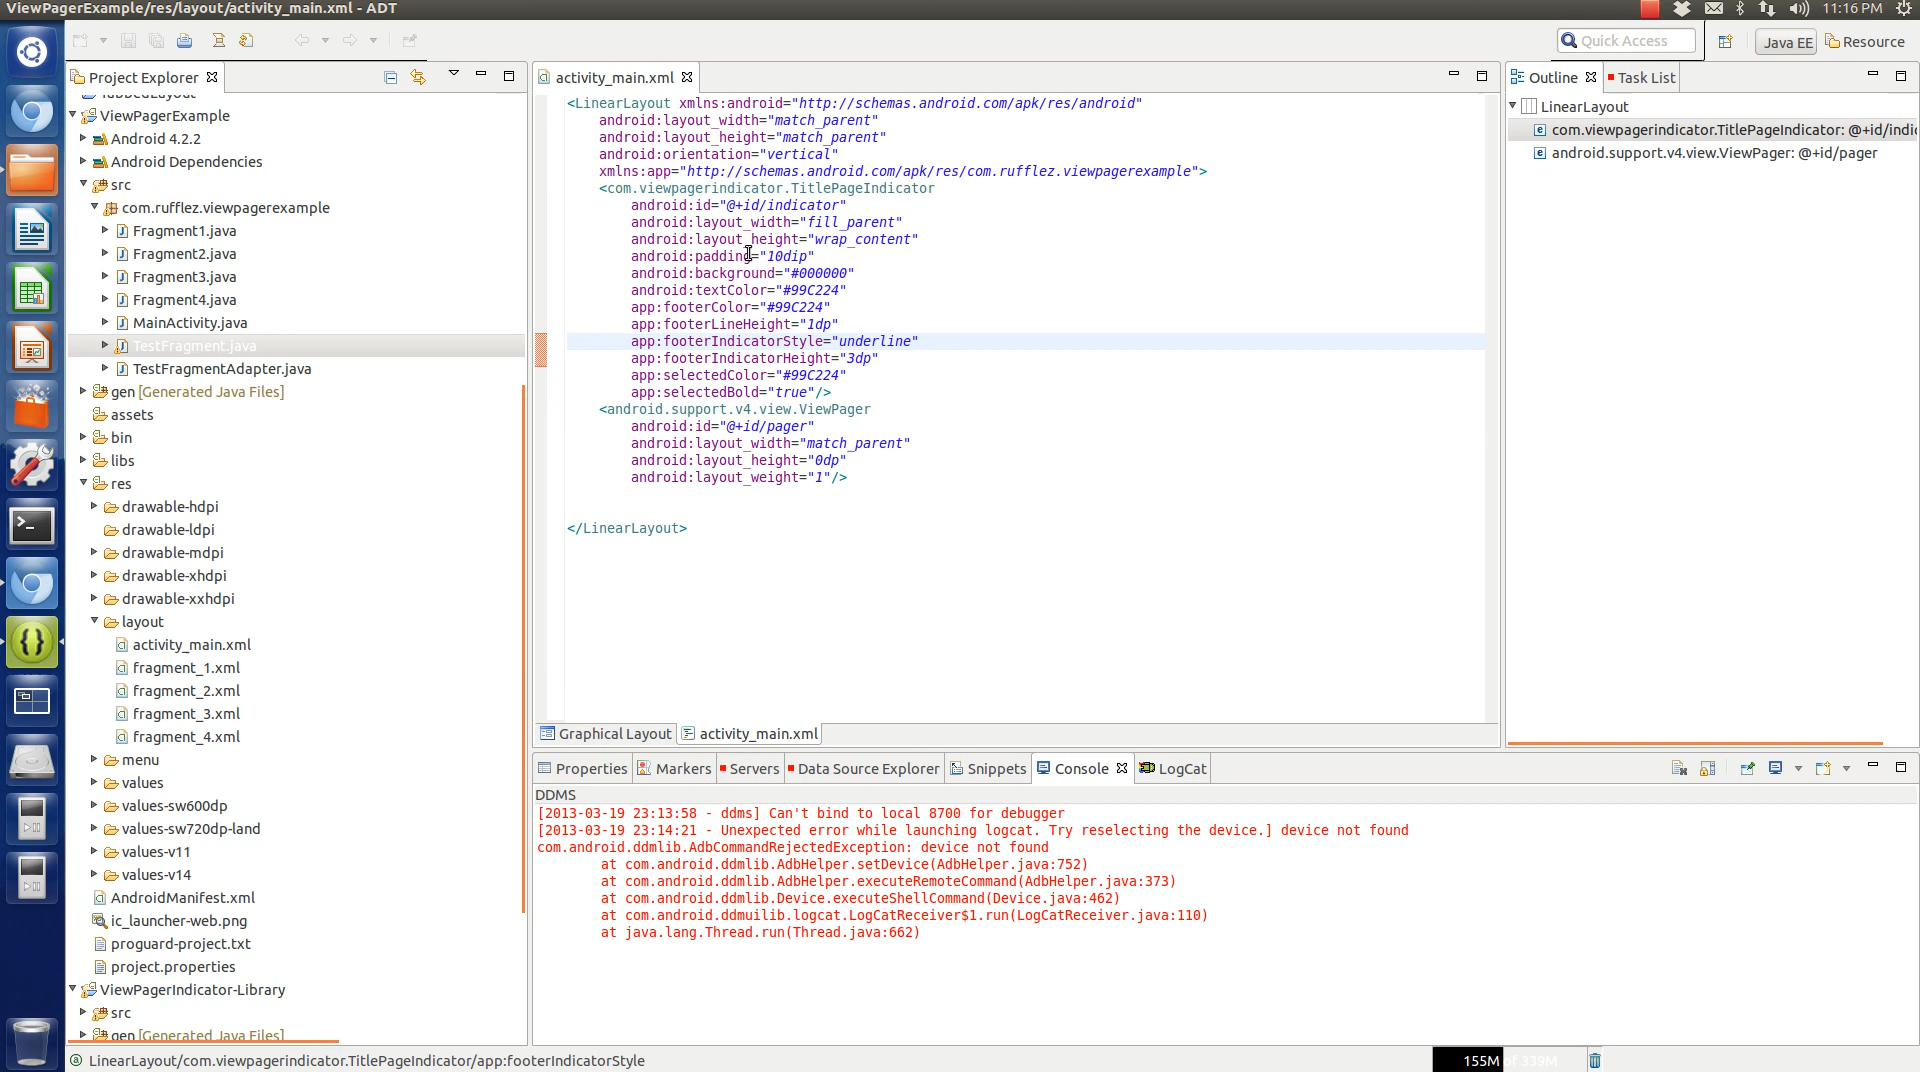 ViewPagerExample/res/layout/activity_main.xml - ADT
11:16 PM
Quick Access
Java EE
Resource
Project Explorer
TabbedLayout
ViewPagerExample
Android 4.2.2
Android Dependencies
src
com.rufflez.viewpagerexample
Fragment1.java
Fragment2.java
Fragment3.java
Fragment4.java
MainActivity.java
TestFragment.java
TestFragmentAdapter.java
gen [Generated Java Files]
assets
bin
libs
res
drawable-hdpi
drawable-ldpi
drawable-mdpi
drawable-xhdpi
drawable-xxhdpi
layout
activity_main.xml
fragment_1.xml
fragment_2.xml
fragment_3.xml
fragment_4.xml
menu
values
values-sw600dp
values-sw720dp-land
values-v11
values-v14
AndroidManifest.xml
ic_launcher-web.png
proguard-project.txt
project.properties
ViewPagerIndicator-Library
src
gen [Generated Java Files]
activity_main.xml
<LinearLayout xmlns:android="http://schemas.android.com/apk/res/android"
android:layout_width="match_parent"
android:layout_height="match_parent"
android:orientation="vertical"
xmlns:app="http://schemas.android.com/apk/res/com.rufflez.viewpagerexample">
<com.viewpagerindicator.TitlePageIndicator
android:id="@+id/indicator"
android:layout_width="fill_parent"
android:layout_height="wrap_content"
android:padding="10dip"
android:background="#000000"
android:textColor="#99C224"
app:footerColor="#99C224"
app:footerLineHeight="1dp"
app:footerIndicatorStyle="underline"
app:footerIndicatorHeight="3dp"
app:selectedColor="#99C224"
app:selectedBold="true"/>
<android.support.v4.view.ViewPager
android:id="@+id/pager"
android:layout_width="match_parent"
android:layout_height="0dp"
android:layout_weight="1"/>
</LinearLayout>
Graphical Layout
activity_main.xml
Outline
Task List
LinearLayout
com.viewpagerindicator.TitlePageIndicator: @+id/indic
android.support.v4.view.ViewPager: @+id/pager
Properties
Markers
Servers
Data Source Explorer
Snippets
Console
LogCat
DDMS
[2013-03-19 23:13:58 - ddms] Can't bind to local 8700 for debugger
[2013-03-19 23:14:21 - Unexpected error while launching logcat. Try reselecting the device.] device not found
com.android.ddmlib.AdbCommandRejectedException: device not found
at com.android.ddmlib.AdbHelper.setDevice(AdbHelper.java:752)
at com.android.ddmlib.AdbHelper.executeRemoteCommand(AdbHelper.java:373)
at com.android.ddmlib.Device.executeShellCommand(Device.java:462)
at com.android.ddmuilib.logcat.LogCatReceiver$1.run(LogCatReceiver.java:110)
at java.lang.Thread.run(Thread.java:662)
LinearLayout/com.viewpagerindicator.TitlePageIndicator/app:footerIndicatorStyle
155M of 339M